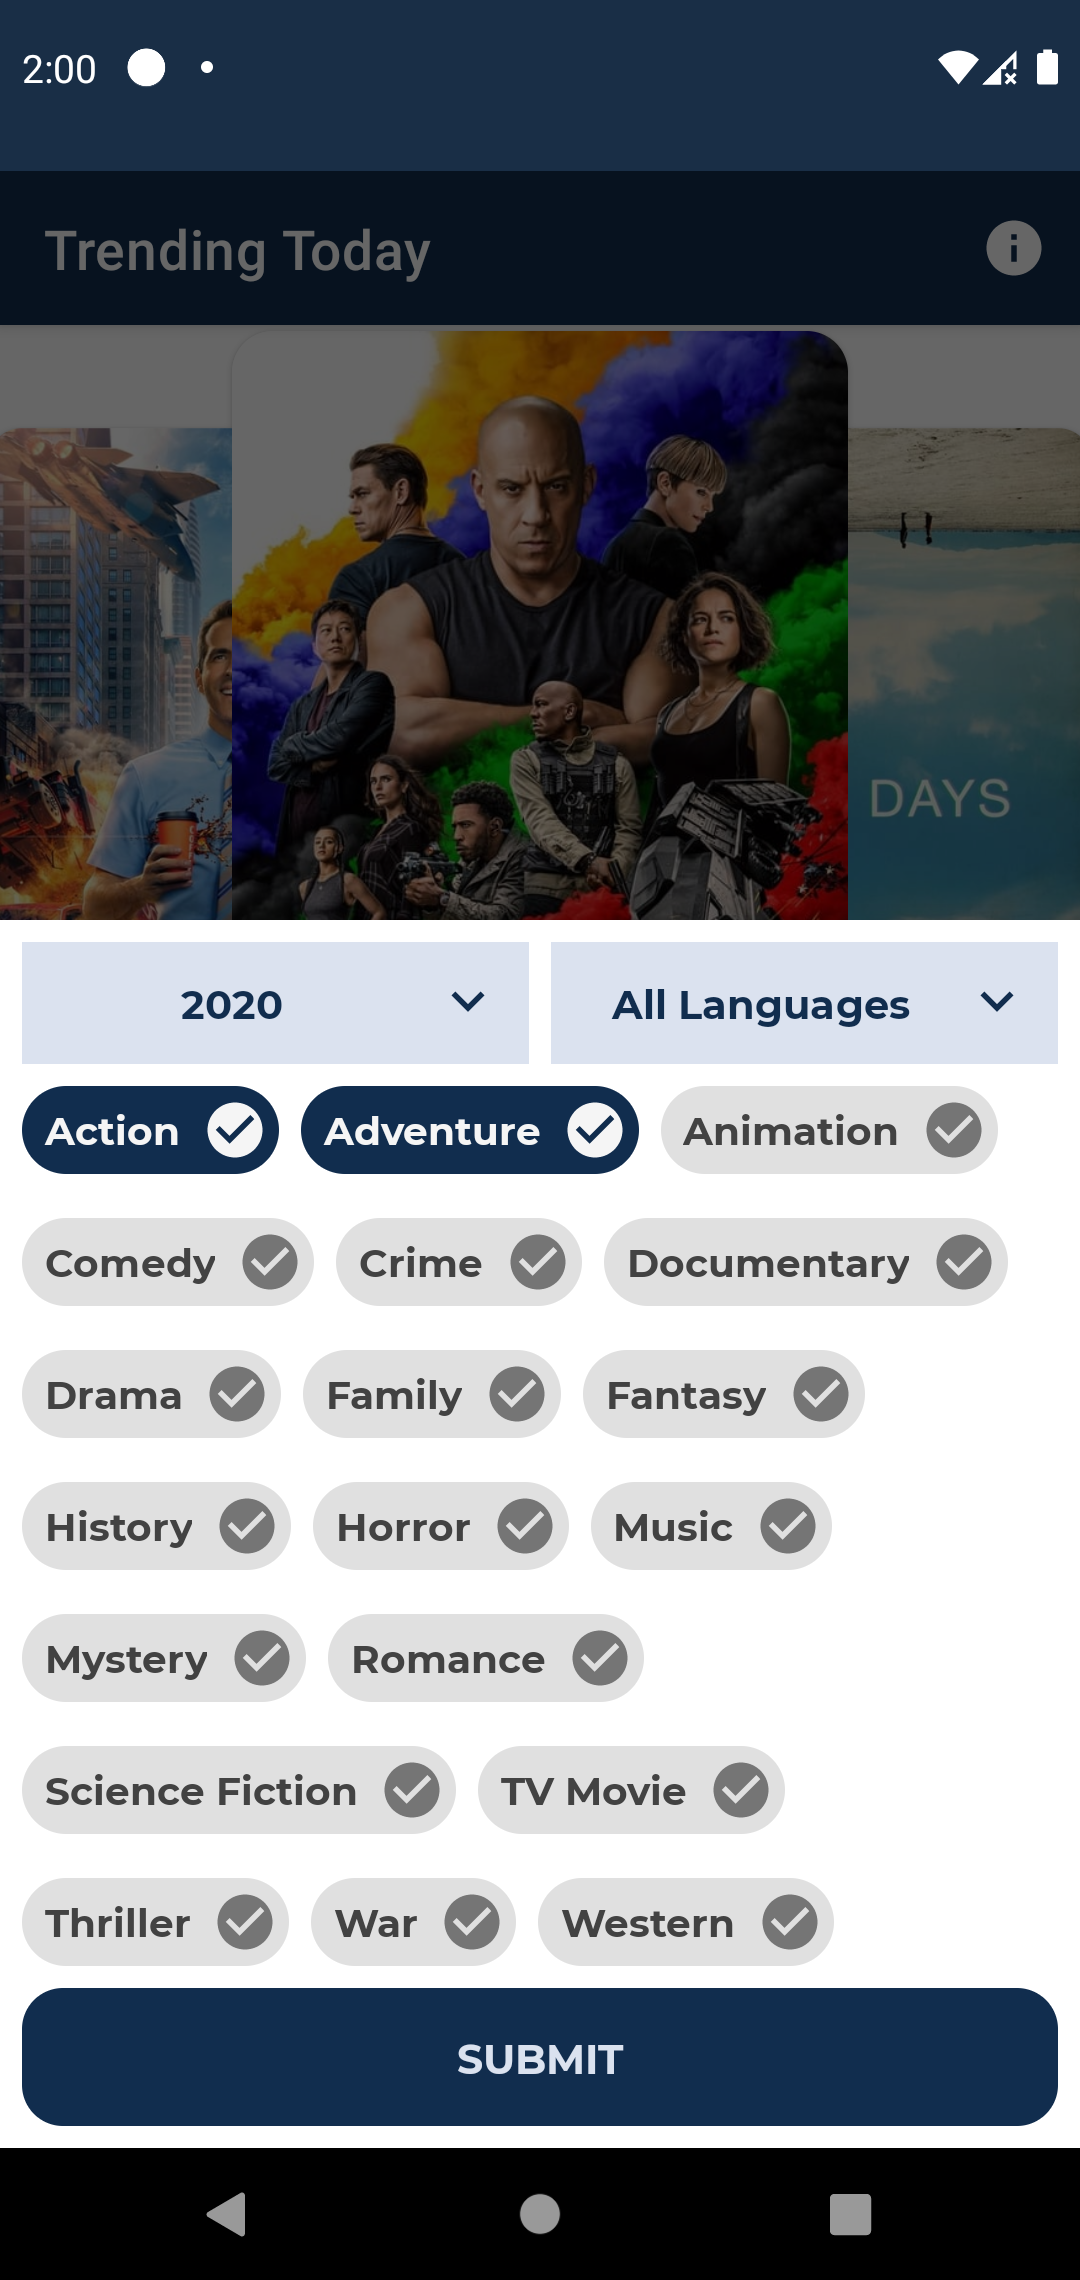 2:00
Trending Today
DAYS
2020
All Languages
Action
Adventure
Animation
Comedy
Crime
Documentary
Drama
Family
Fantasy
History
Horror
Music
Mystery
Romance
Science Fiction
TV Movie
Thriller
War
Western
SUBMIT